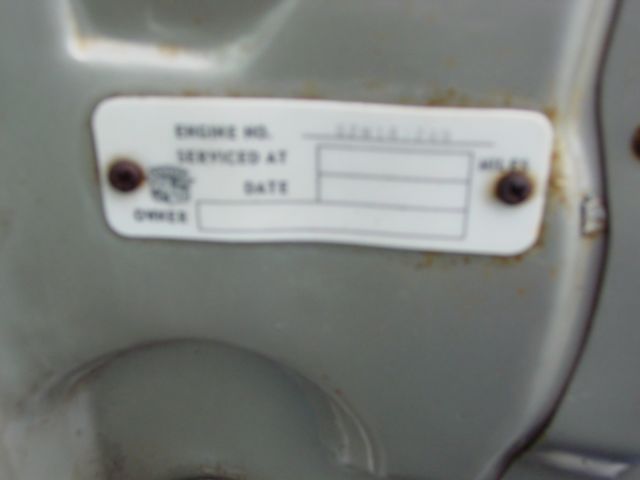 ENGINE NO.
SERVICED AT MILES
DATE
OWNER